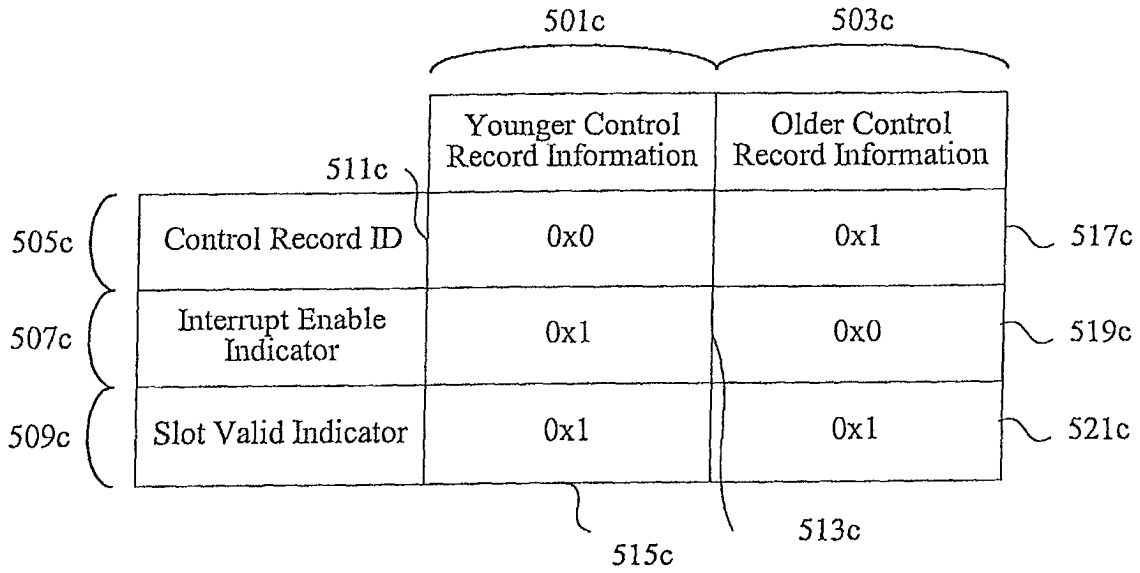 501c
503c
Younger Control
Record Information
Older Control
Record Information
511c
505c
Control Record ID
0x0
0x1
517c
507c
Interrupt Enable
Indicator
0x1
0x0
519c
509c
Slot Valid Indicator
0x1
0x1
521c
513c
515c